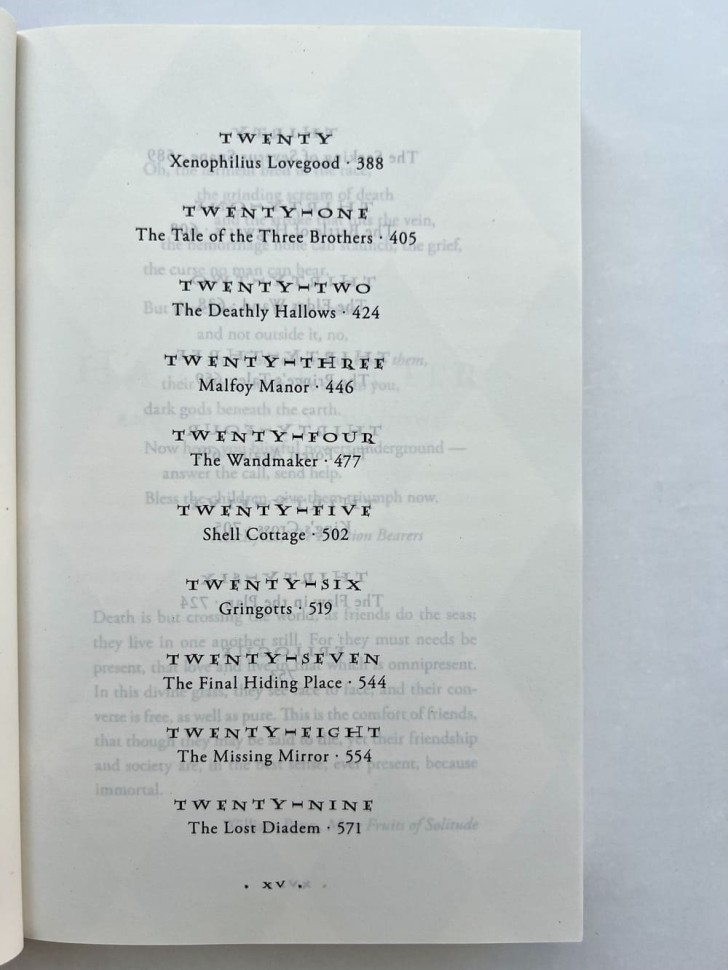 TWENTY
Xenophilius Lovegood · 388
TWENTY-ONE
The Tale of the Three Brothers · 405
TWENTY-TWO
The Deathly Hallows · 424
TWENTY-THREE
Malfoy Manor · 446
TWENTY-FOUR
The Wandmaker · 477
TWENTY-FIVE
Shell Cottage · 502
TWENTY-SIX
Gringotts · 519
TWENTY-SEVEN
The Final Hiding Place · 544
TWENTY-EIGHT
The Missing Mirror · 554
TWENTY-NINE
The Lost Diadem · 571
· xv ·